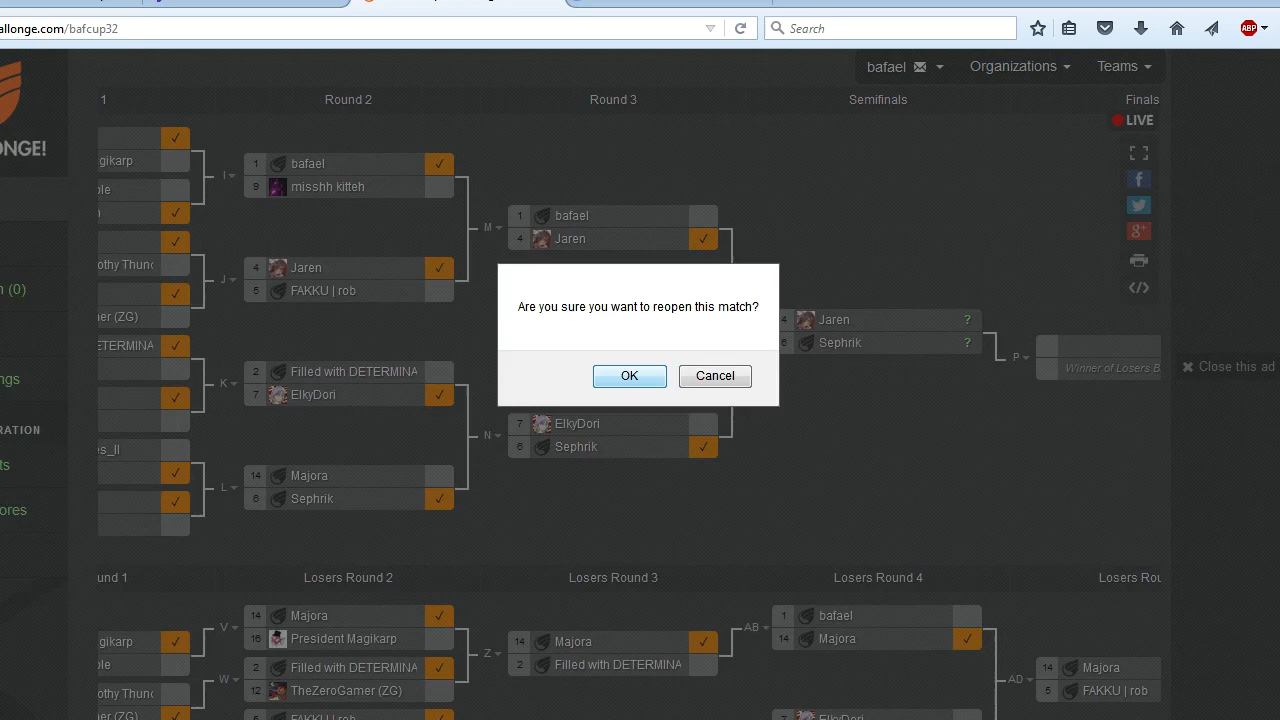 allonge.com/bafcup32
Search
ABP
bafael Organizations Teams
1 Round 2 Round 3 Semifinals Finals
LIVE
ONGE!
agikarp
ple
n
I
1 bafael ✓
9 misshh kitteh
M
1 bafael
4 Jaren ✓
othy Thund
er (ZG)
J
4 Jaren ✓
5 FAKKU | rob
n (0)
Are you sure you want to reopen this match?
OK Cancel
4 Jaren ?
6 Sephrik ?
P
Winner of Losers B
Close this ad
ETERMINA
K
2 Filled with DETERMINA
7 ElkyDori ✓
N
7 ElkyDori
6 Sephrik ✓
ngs
RATION
ts
ores
es_II
L
14 Majora
6 Sephrik ✓
und 1 Losers Round 2 Losers Round 3 Losers Round 4 Losers Rou
agikarp
ple
V
14 Majora ✓
16 President Magikarp
Z
14 Majora ✓
2 Filled with DETERMINA
AB
1 bafael
14 Majora ✓
othy Thund
er (ZG)
W
2 Filled with DETERMINA ✓
12 TheZeroGamer (ZG)
AD
14 Majora
5 FAKKU | rob
FAKKU | rob
ElkyDori